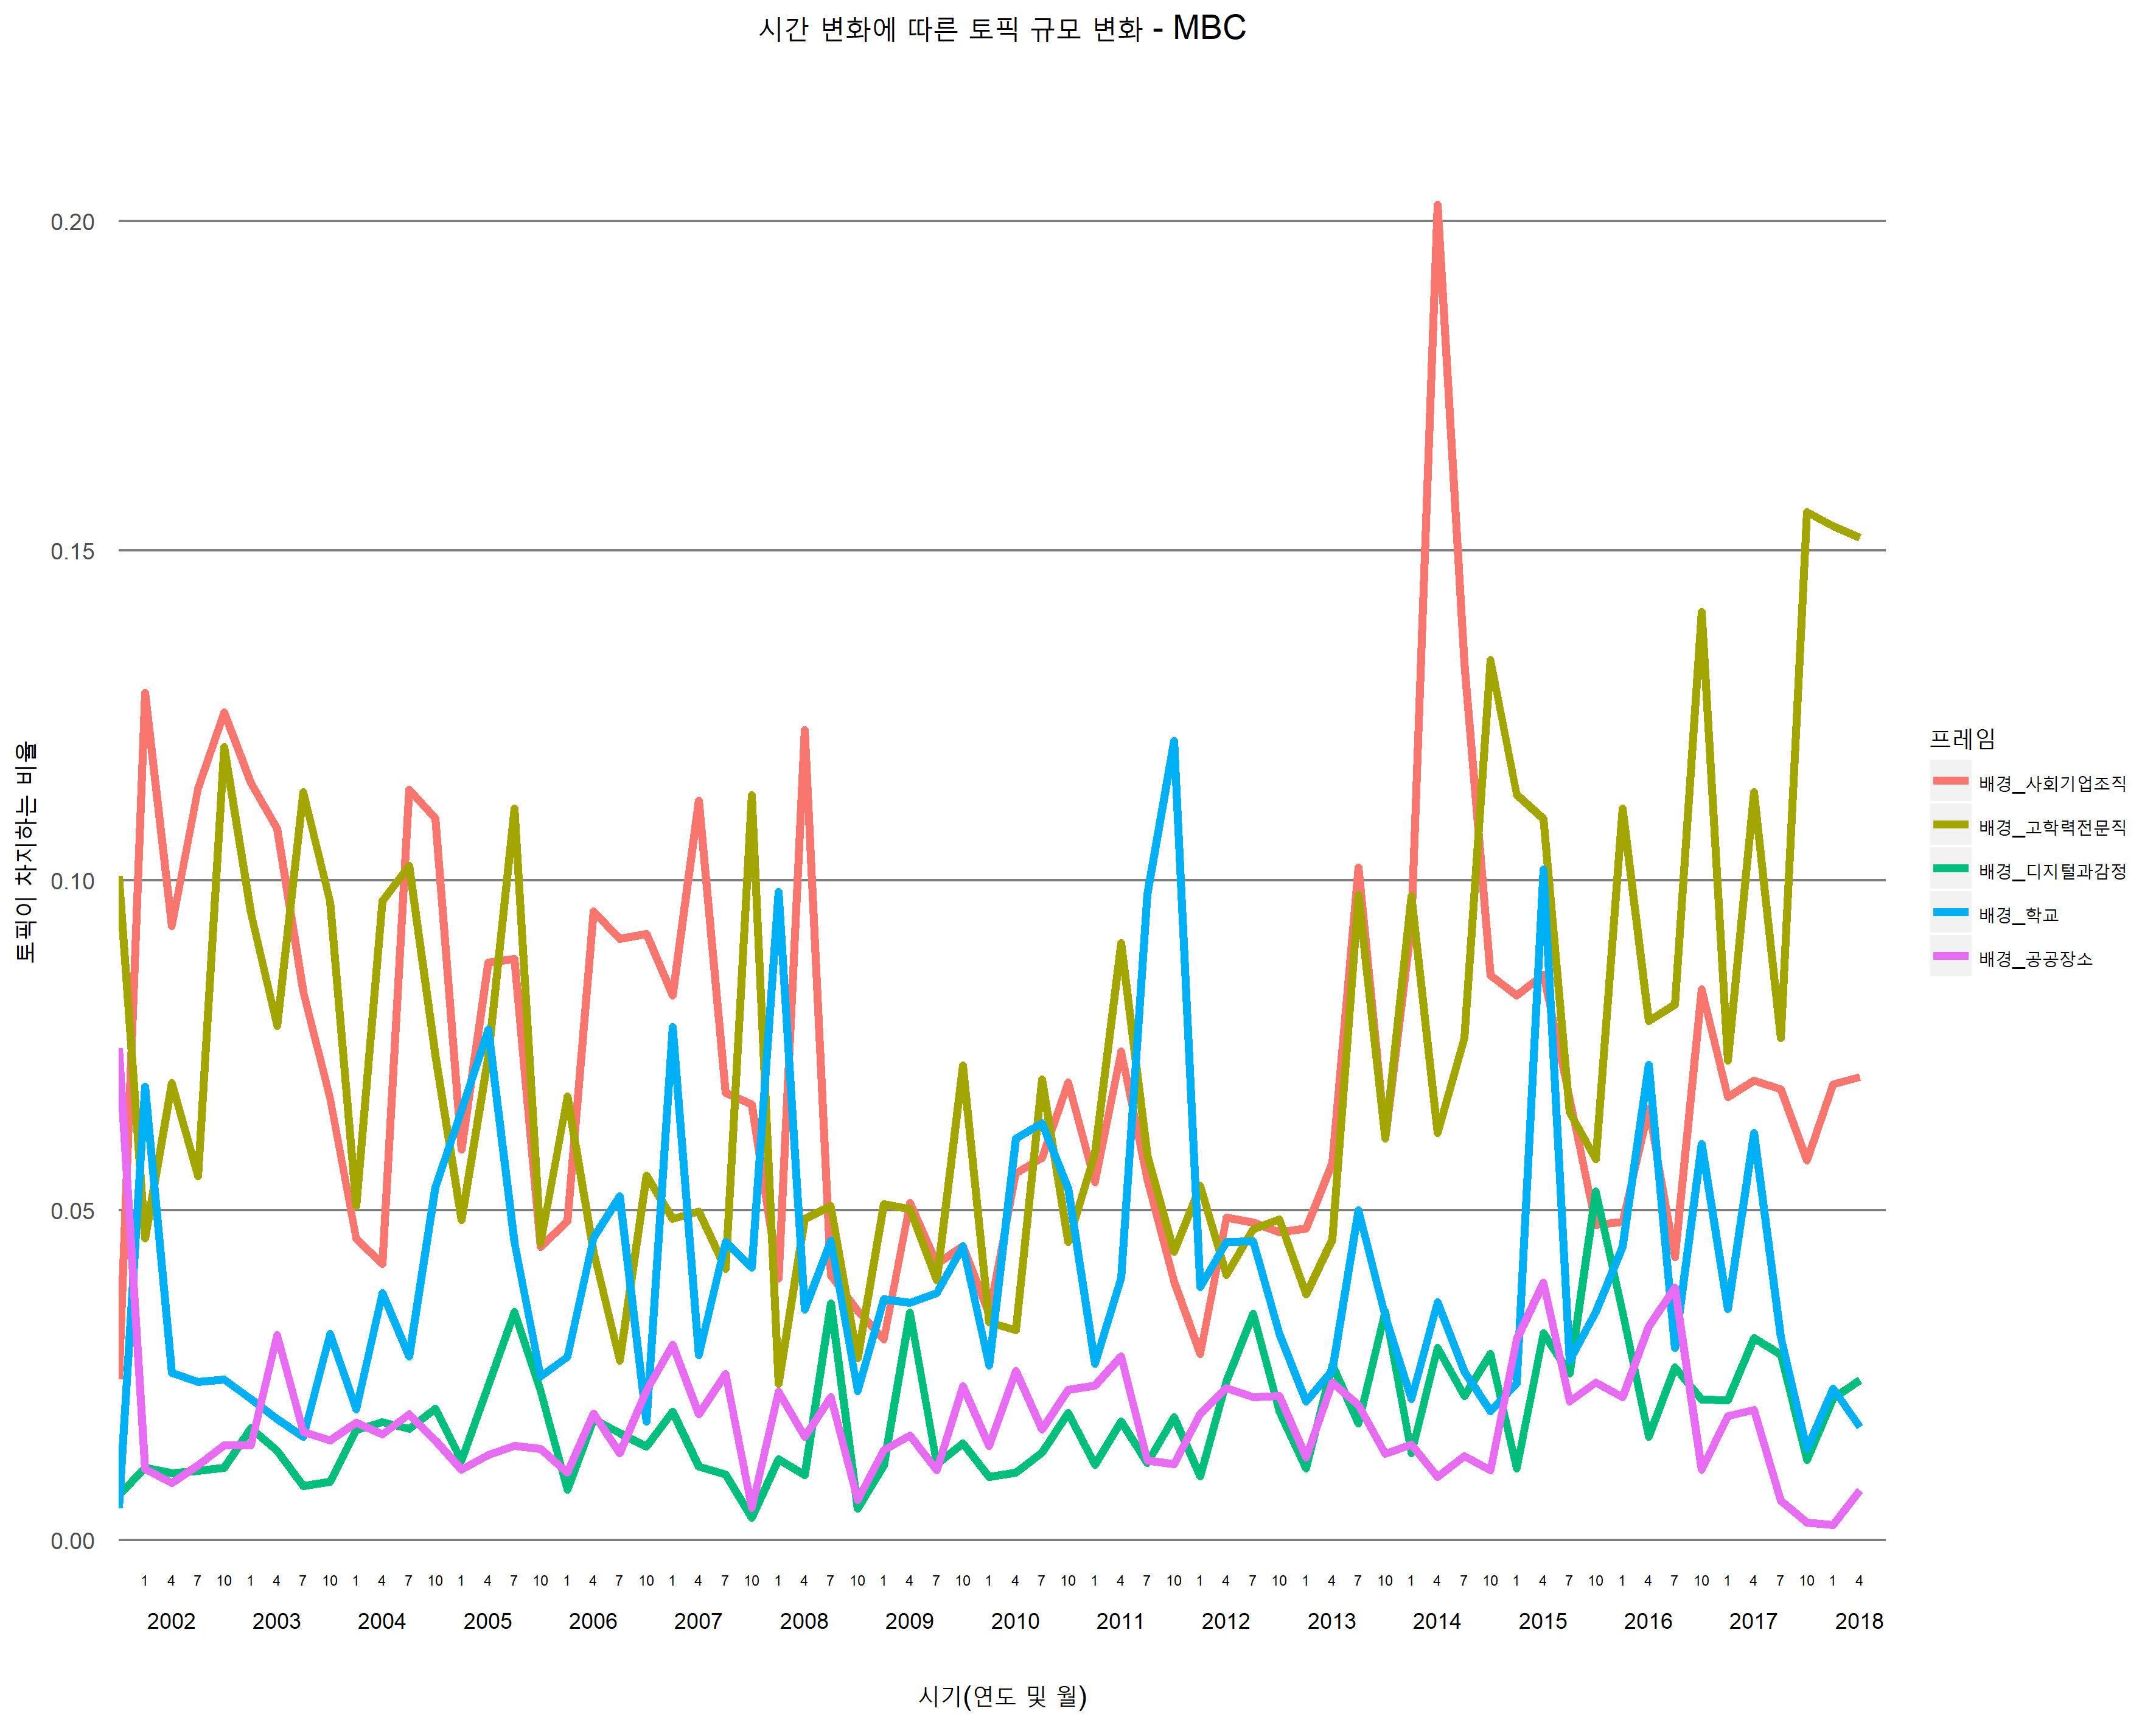 시간 변화에 따른 토픽 규모 변화 - MBC
토픽이 차지하는 비율
0.20
0.15
0.10
0.05
0.00
1 4 7 10 1 4 7 10 1 4 7 10 1 4 7 10 1 4 7 10 1 4 7 10 1 4 7 10 1 4 7 10 1 4 7 10 1 4 7 10 1 4 7 10 1 4 7 10 1 4 7 10 1 4 7 10 1 4 7 10 1 4 7 10 1 4
2002 2003 2004 2005 2006 2007 2008 2009 2010 2011 2012 2013 2014 2015 2016 2017 2018
시기(연도 및 월)
프레임
배경_사회기업조직
배경_고학력전문직
배경_디지털과감정
배경_학교
배경_공공장소